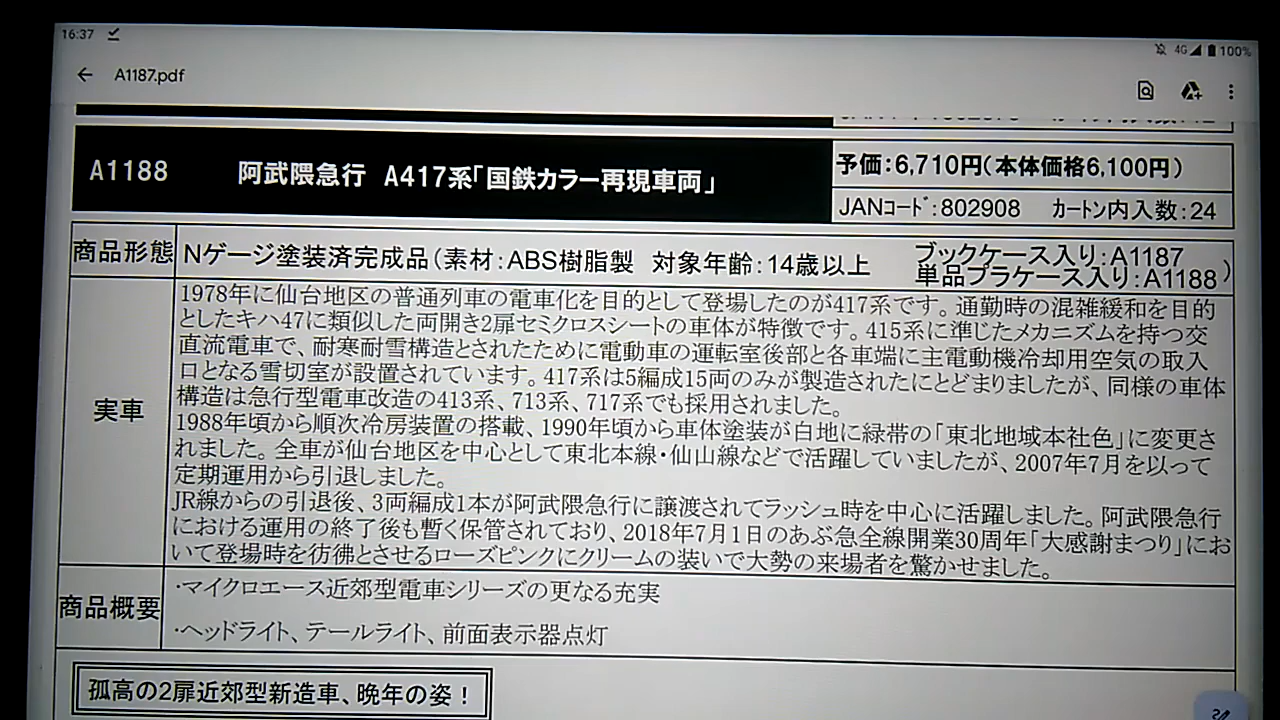 16:37
4G 100%
A1187.pdf
A1188 阿武隈急行 A417系｢国鉄カラー再現車両｣
予価:6,710円(本体価格6,100円)
JANｺｰﾄﾞ:802908 カートン内入数:24
商品形態
Nゲージ塗装済完成品(素材:ABS樹脂製 対象年齢:14歳以上
ブックケース入り:A1187
単品プラケース入り:A1188)
実車
1978年に仙台地区の普通列車の電車化を目的として登場したのが417系です。通勤時の混雑緩和を目的
としたキハ47に類似した両開き2扉セミクロスシートの車体が特徴です。415系に準じたメカニズムを持つ交
直流電車で、耐寒耐雪構造とされたために電動車の運転室後部と各車端に主電動機冷却用空気の取入
口となる雪切室が設置されています。417系は5編成15両のみが製造されたにとどまりましたが、同様の車体
構造は急行型電車改造の413系、713系、717系でも採用されました。
1988年頃から順次冷房装置の搭載、1990年頃から車体塗装が白地に緑帯の｢東北地域本社色｣に変更さ
れました。全車が仙台地区を中心として東北本線･仙山線などで活躍していましたが、2007年7月を以って
定期運用から引退しました。
JR線からの引退後、3両編成1本が阿武隈急行に譲渡されてラッシュ時を中心に活躍しました。阿武隈急行
における運用の終了後も暫く保管されており、2018年7月1日のあぶ急全線開業30周年｢大感謝まつり｣にお
いて登場時を彷彿とさせるローズピンクにクリームの装いで大勢の来場者を驚かせました。
商品概要
･マイクロエース近郊型電車シリーズの更なる充実
･ヘッドライト、テールライト、前面表示器点灯
孤高の2扉近郊型新造車、晩年の姿！